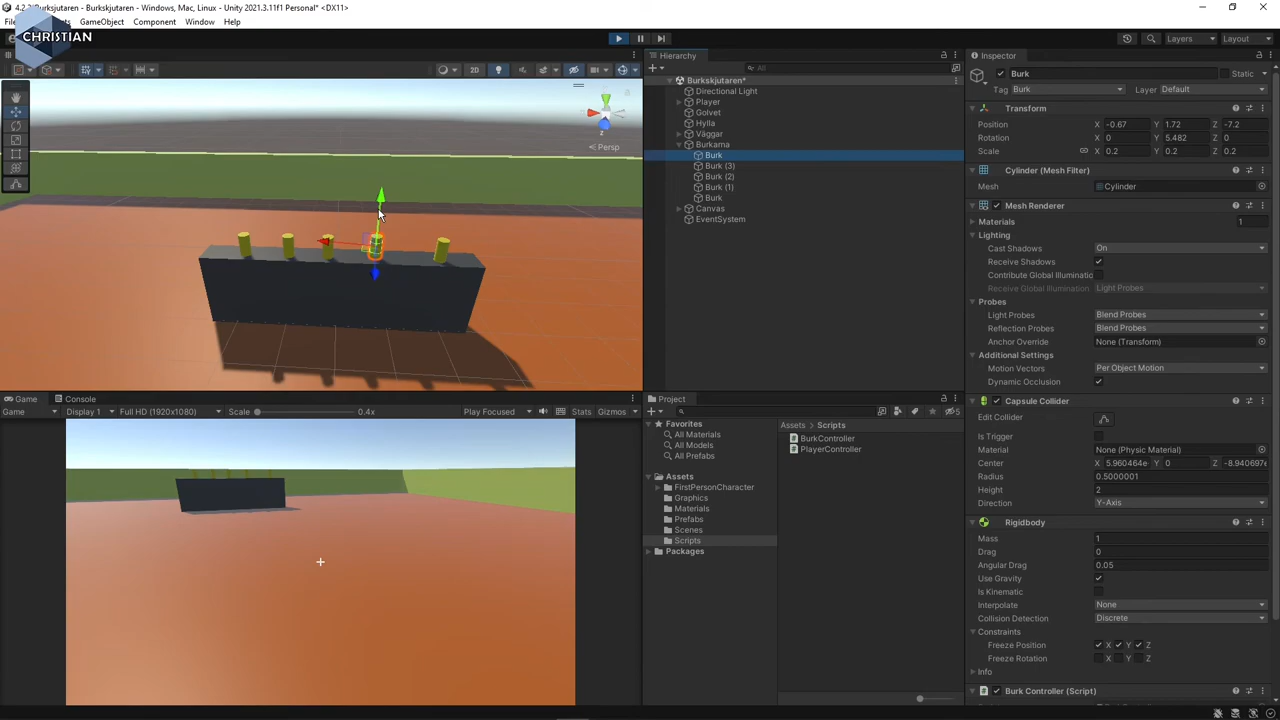 4.2.2 Burksjutaren - Burkskjutaren - Windows, Mac, Linux - Unity 2021.3.11f1 Personal* <DX11>
CHRISTIAN
GameObject Component Window Help
Layers Layout
2D
Persp
Hierarchy
All
Burkskjutaren*
Directional Light
Player
Golvet
Hylla
Väggar
Burkarna
Burk
Burk (3)
Burk (2)
Burk (1)
Burk
Canvas
EventSystem
Inspector
Burk Static
Tag Burk Layer Default
Transform
Position X -0.67 Y 1.72 Z -7.2
Rotation X 0 Y 5.482 Z 0
Scale X 0.2 Y 0.2 Z 0.2
Cylinder (Mesh Filter)
Mesh Cylinder
Mesh Renderer
Materials 1
Lighting
Cast Shadows On
Receive Shadows
Contribute Global Illuminatic
Receive Global Illuminatic Light Probes
Probes
Light Probes Blend Probes
Reflection Probes Blend Probes
Anchor Override None (Transform)
Additional Settings
Motion Vectors Per Object Motion
Dynamic Occlusion
Capsule Collider
Edit Collider
Is Trigger
Material None (Physic Material)
Center X 5.960464e- Y 0 Z -8.940697e
Radius 0.5000001
Height 2
Direction Y-Axis
Rigidbody
Mass 1
Drag 0
Angular Drag 0.05
Use Gravity
Is Kinematic
Interpolate None
Collision Detection Discrete
Constraints
Freeze Position X Y Z
Freeze Rotation X Y Z
Info
Burk Controller (Script)
Game Console
Game Display 1 Full HD (1920x1080) Scale 0.4x Play Focused Stats Gizmos
Project
5
Favorites
All Materials
All Models
All Prefabs
Assets
FirstPersonCharacter
Graphics
Materials
Prefabs
Scenes
Scripts
Packages
Assets Scripts
BurkController
PlayerController